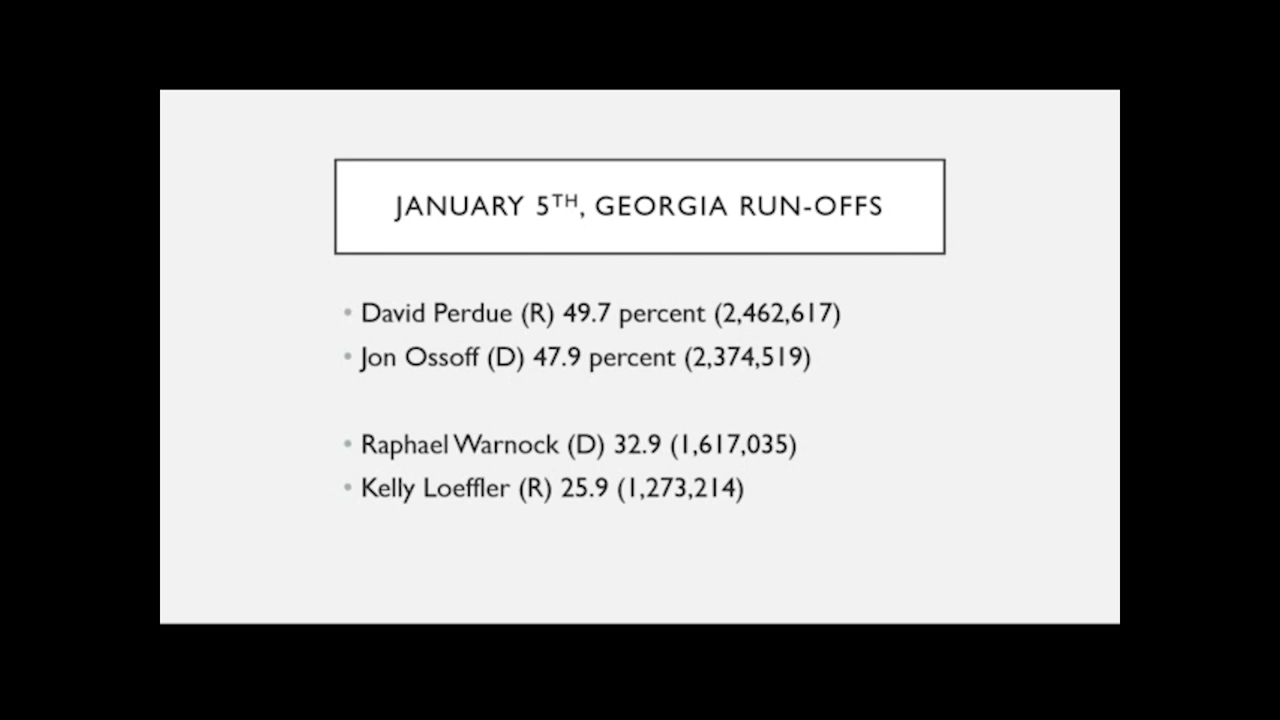 JANUARY 5TH, GEORGIA RUN-OFFS
• David Perdue (R) 49.7 percent (2,462,617)
• Jon Ossoff (D) 47.9 percent (2,374,519)
• Raphael Warnock (D) 32.9 (1,617,035)
• Kelly Loeffler (R) 25.9 (1,273,214)